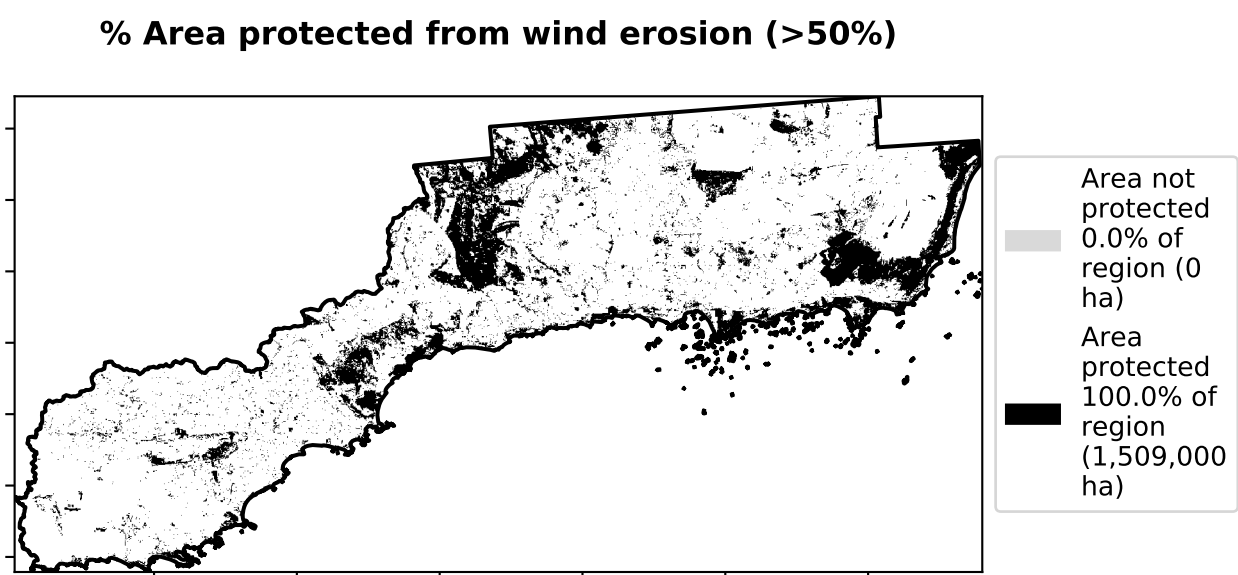 % Area protected from wind erosion (>50%)
Area not
protected
0.0% of
region (0
ha)
Area
protected
100.0% of
region
(1,509,000
ha)